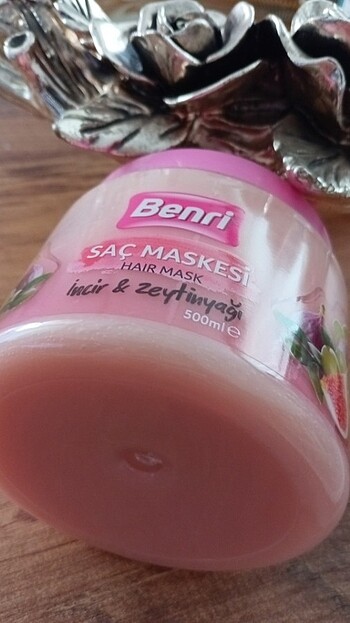 Benri
SAÇ MASKESİ
HAIR MASK
İncir & Zeytinyağı
500ml ℮